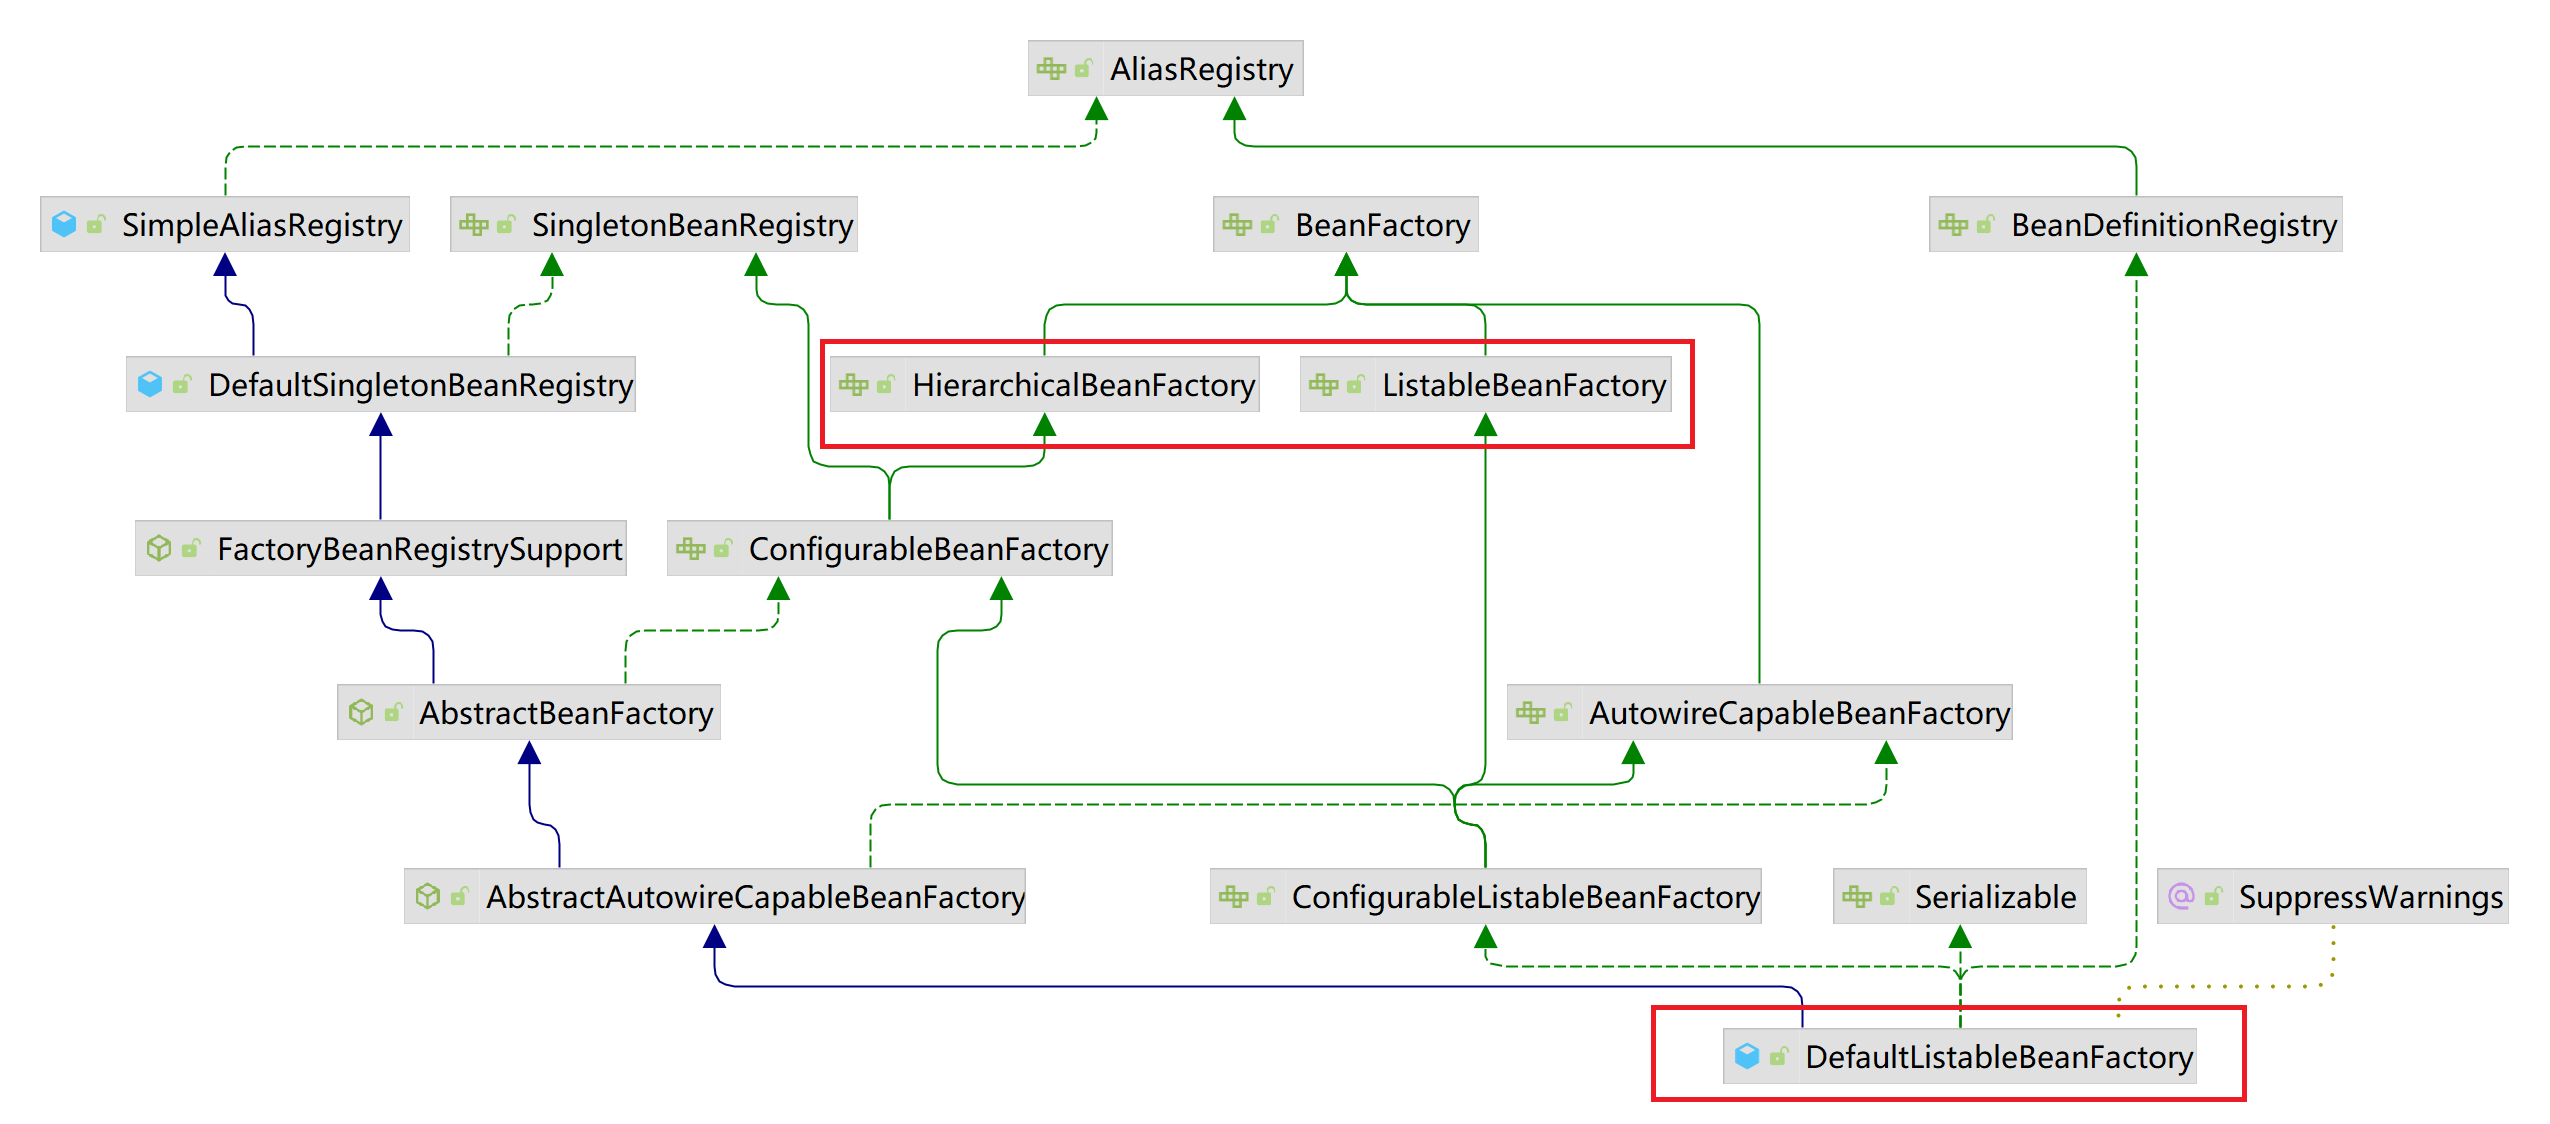 AliasRegistry
SimpleAliasRegistry
SingletonBeanRegistry
BeanFactory
BeanDefinitionRegistry
DefaultSingletonBeanRegistry
HierarchicalBeanFactory
ListableBeanFactory
FactoryBeanRegistrySupport
ConfigurableBeanFactory
AbstractBeanFactory
AutowireCapableBeanFactory
AbstractAutowireCapableBeanFactory
ConfigurableListableBeanFactory
Serializable
SuppressWarnings
DefaultListableBeanFactory